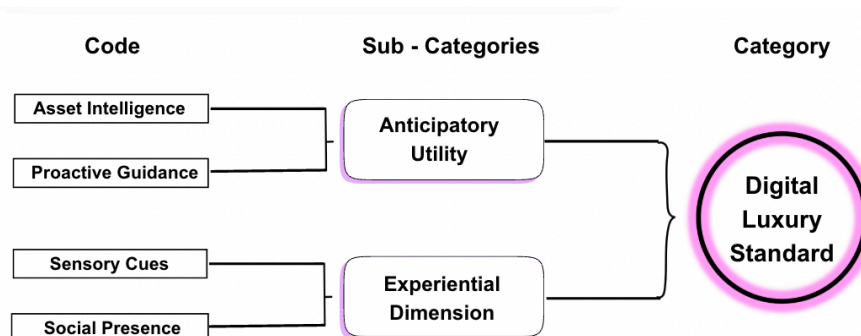 Code
Sub - Categories
Category
Asset Intelligence
Proactive Guidance
Anticipatory
Utility
Sensory Cues
Social Presence
Experiential
Dimension
Digital
Luxury
Standard